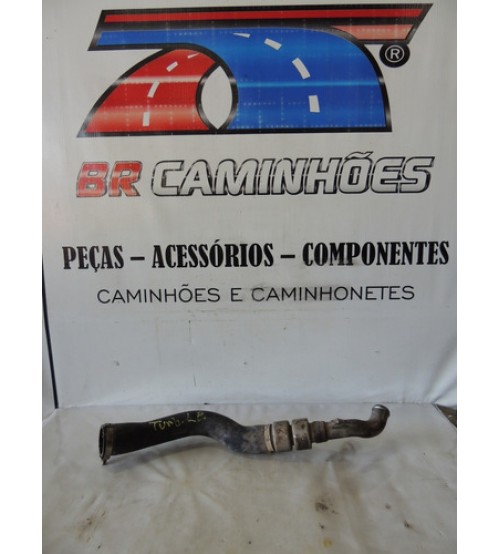 ®
BR CAMINHÕES
PEÇAS – ACESSÓRIOS – COMPONENTES
CAMINHÕES E CAMINHONETES